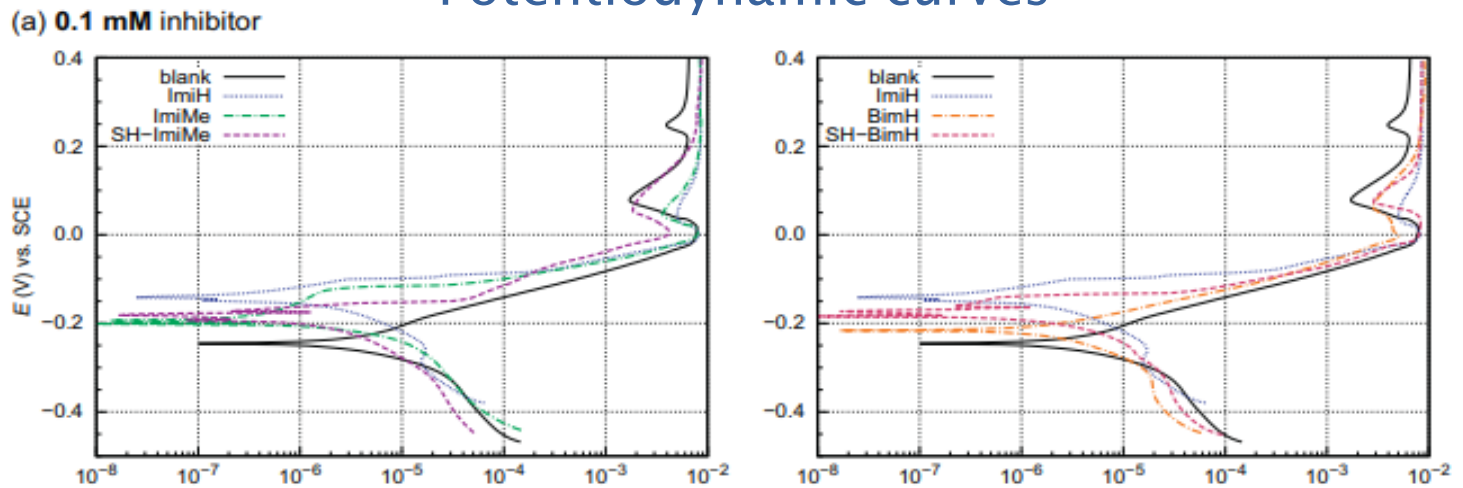 Potentiodynamic curves
(a) 0.1 mM inhibitor
0.4
0.2
0.0
−0.2
−0.4
E (V) vs. SCE
blank
ImiH
ImiMe
SH−ImiMe
10⁻⁸ 10⁻⁷ 10⁻⁶ 10⁻⁵ 10⁻⁴ 10⁻³ 10⁻²
0.4
0.2
0.0
−0.2
−0.4
blank
ImiH
BimH
SH−BimH
10⁻⁸ 10⁻⁷ 10⁻⁶ 10⁻⁵ 10⁻⁴ 10⁻³ 10⁻²